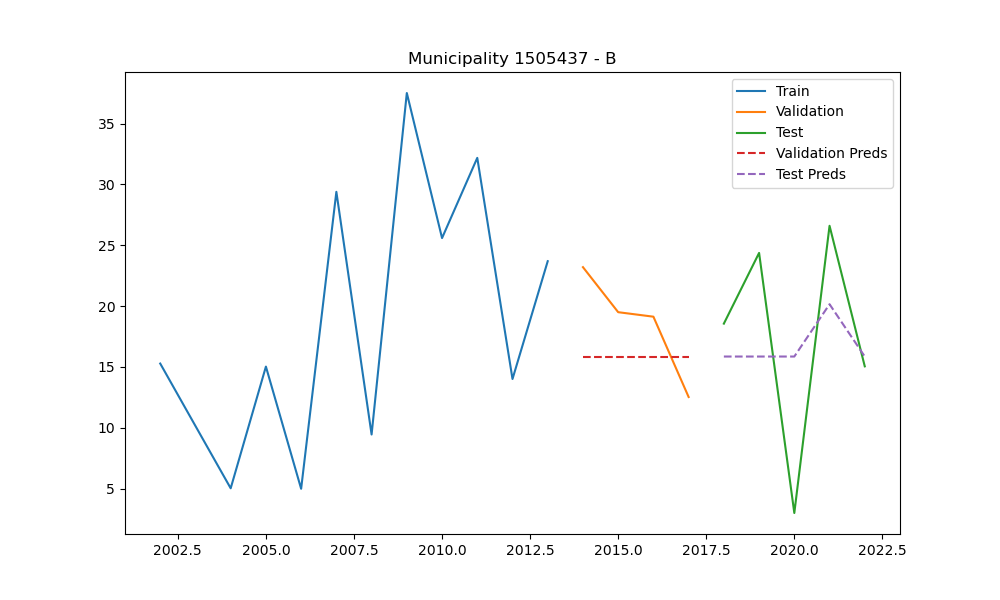 Municipality 1505437 - B
Train
Validation
Test
Validation Preds
Test Preds
35
30
25
20
15
10
5
2002.5 2005.0 2007.5 2010.0 2012.5 2015.0 2017.5 2020.0 2022.5